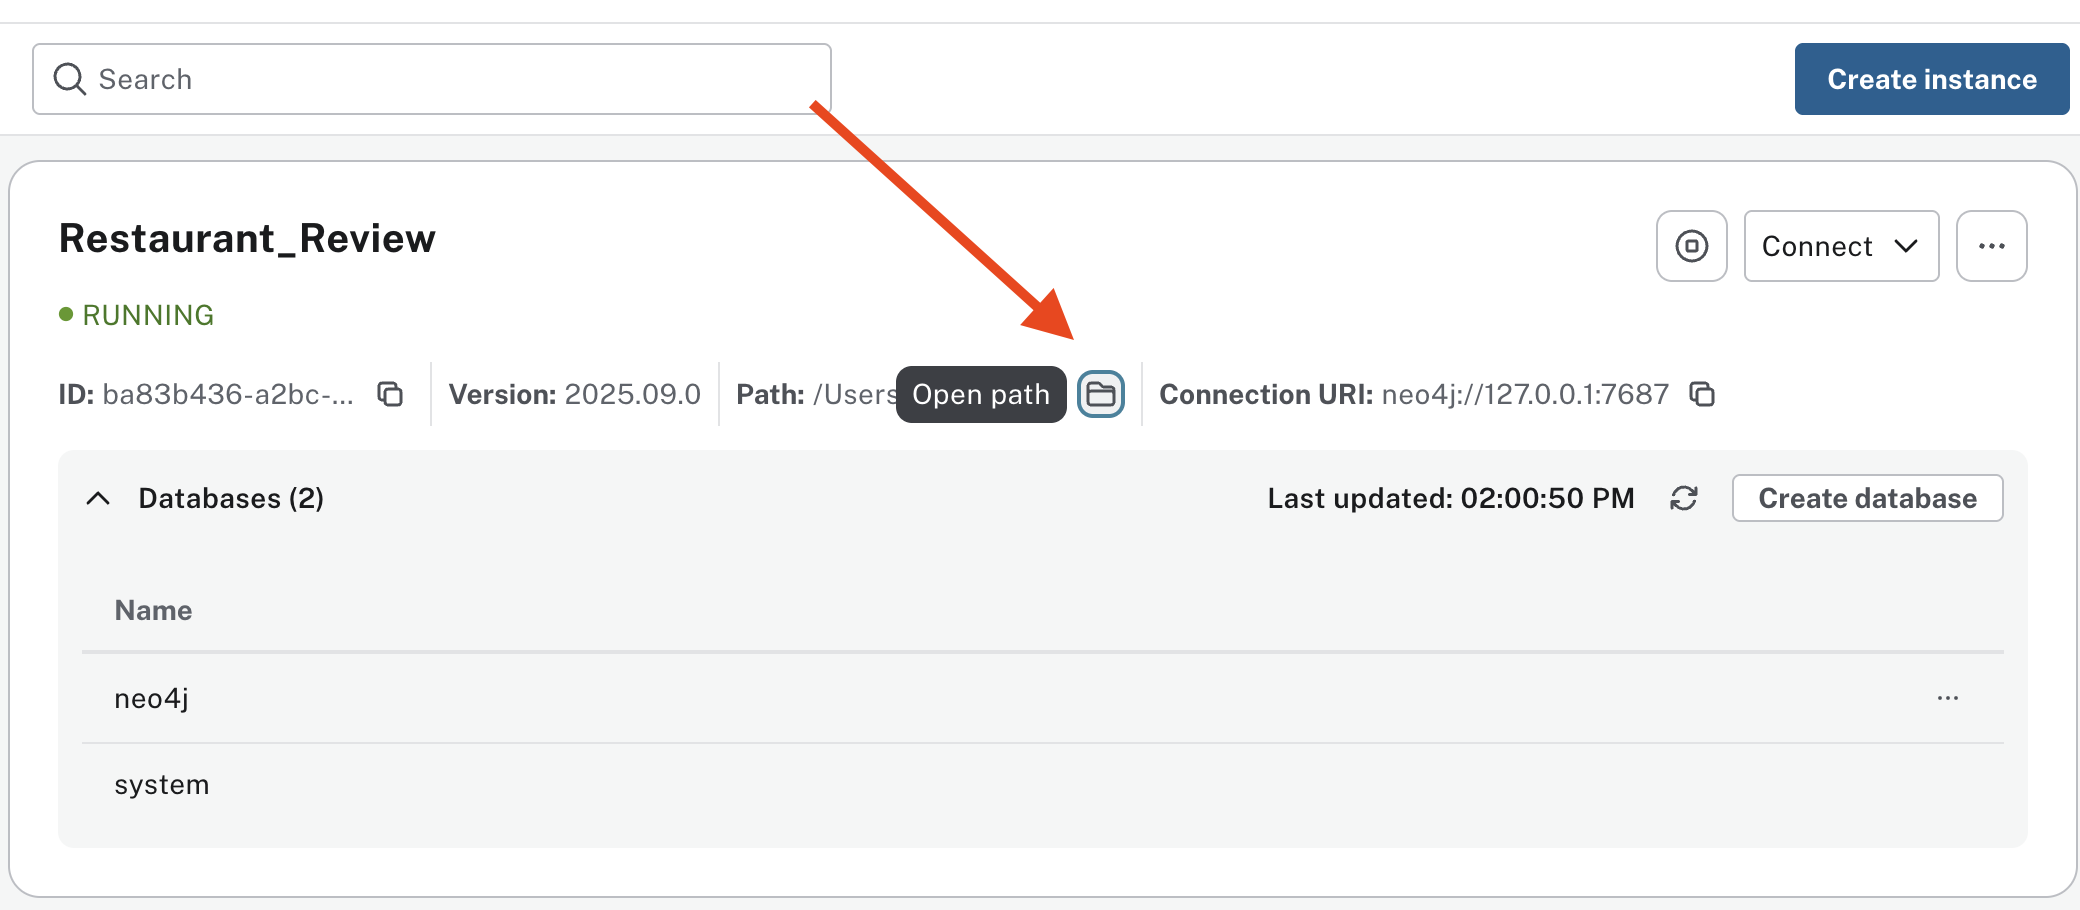 Search
Create instance
Restaurant_Review
Connect
RUNNING
ID: ba83b436-a2bc-... Version: 2025.09.0 Path: /Users Open path Connection URI: neo4j://127.0.0.1:7687
Databases (2) Last updated: 02:00:50 PM Create database
Name
neo4j
system